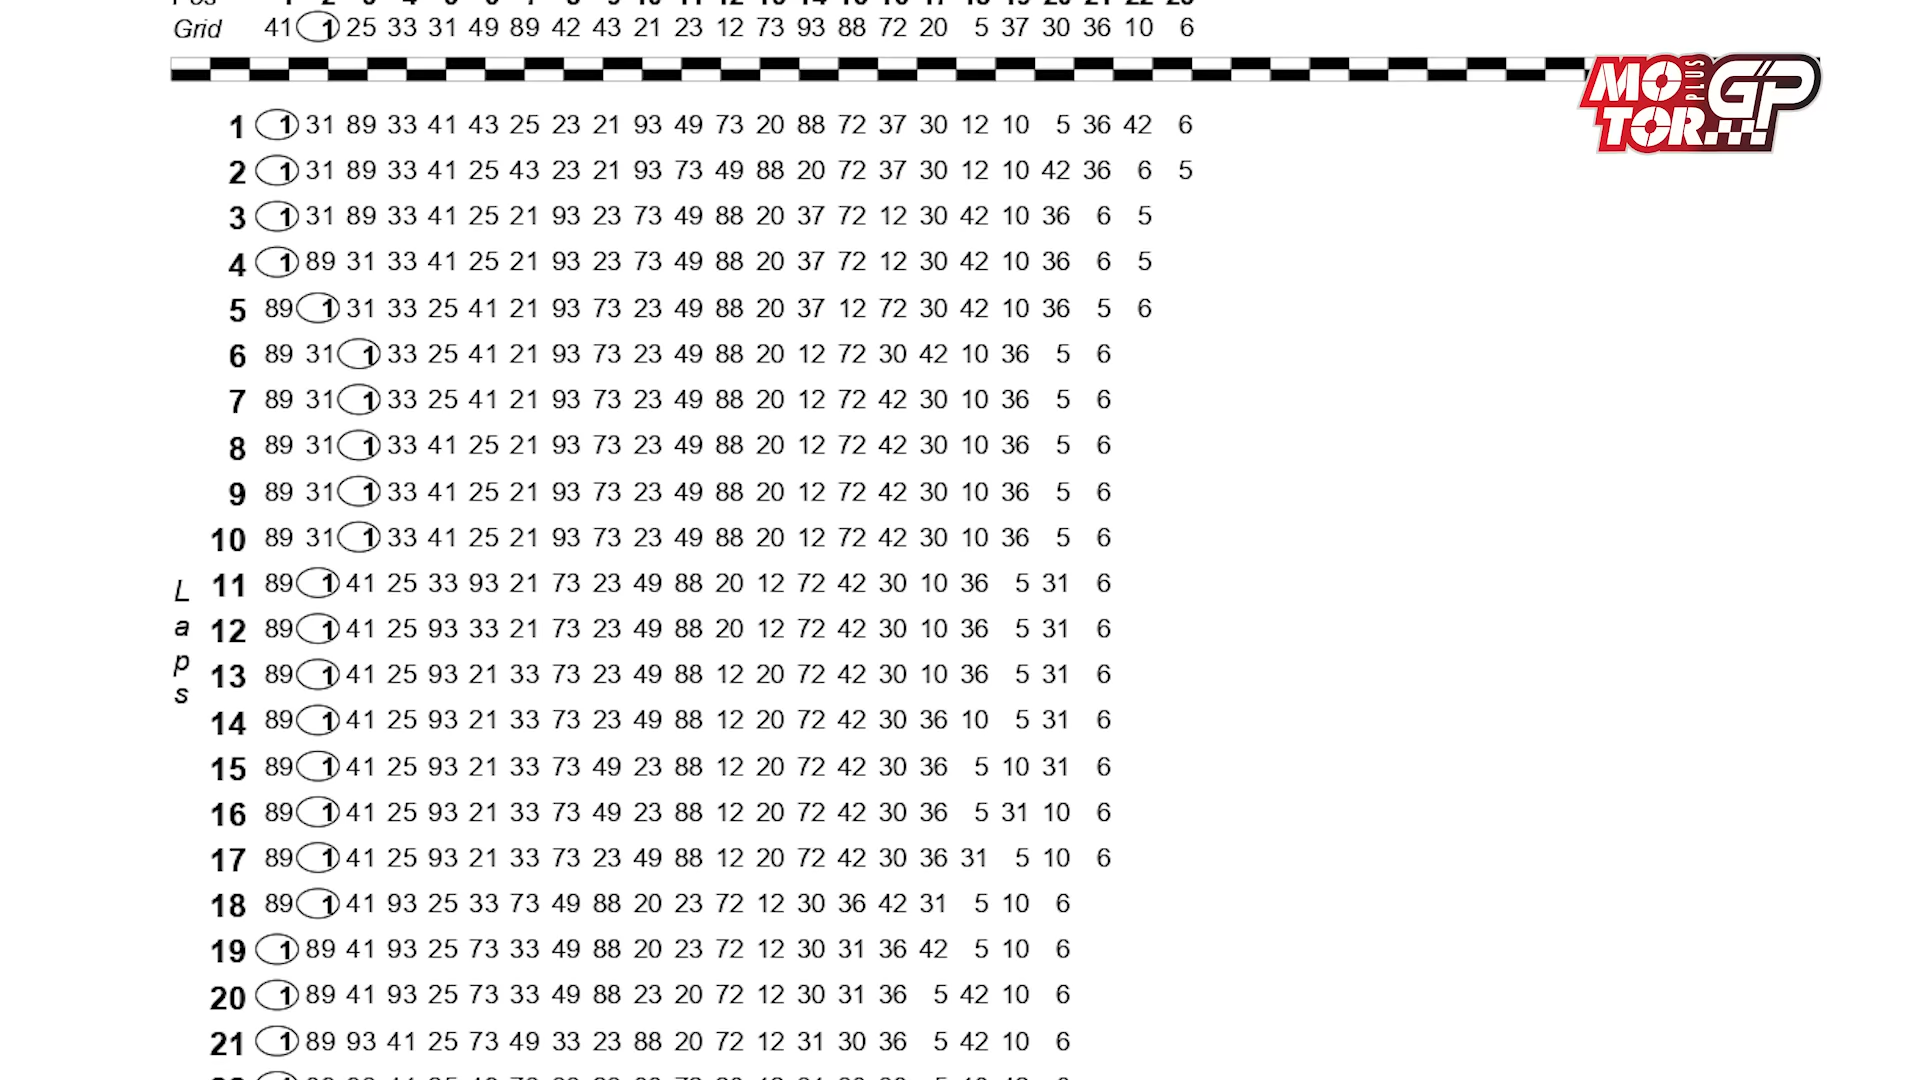 Grid 41 1 25 33 31 49 89 42 43 21 23 12 73 93 88 72 20 5 37 30 36 10 6
MOTOR PLUS GP
1 1 31 89 33 41 43 25 23 21 93 49 73 20 88 72 37 30 12 10 5 36 42 6
2 1 31 89 33 41 25 43 23 21 93 73 49 88 20 72 37 30 12 10 42 36 6 5
3 1 31 89 33 41 25 21 93 23 73 49 88 20 37 72 12 30 42 10 36 6 5
4 1 89 31 33 41 25 21 93 23 73 49 88 20 37 72 12 30 42 10 36 6 5
5 89 1 31 33 25 41 21 93 73 23 49 88 20 37 12 72 30 42 10 36 5 6
6 89 31 1 33 25 41 21 93 73 23 49 88 20 12 72 30 42 10 36 5 6
7 89 31 1 33 25 41 21 93 73 23 49 88 20 12 72 42 30 10 36 5 6
8 89 31 1 33 41 25 21 93 73 23 49 88 20 12 72 42 30 10 36 5 6
9 89 31 1 33 41 25 21 93 73 23 49 88 20 12 72 42 30 10 36 5 6
10 89 31 1 33 41 25 21 93 73 23 49 88 20 12 72 42 30 10 36 5 6
Laps
11 89 1 41 25 33 93 21 73 23 49 88 20 12 72 42 30 10 36 5 31 6
12 89 1 41 25 93 33 21 73 23 49 88 20 12 72 42 30 10 36 5 31 6
13 89 1 41 25 93 21 33 73 23 49 88 12 20 72 42 30 10 36 5 31 6
14 89 1 41 25 93 21 33 73 23 49 88 12 20 72 42 30 36 10 5 31 6
15 89 1 41 25 93 21 33 73 49 23 88 12 20 72 42 30 36 5 10 31 6
16 89 1 41 25 93 21 33 73 49 23 88 12 20 72 42 30 36 5 31 10 6
17 89 1 41 25 93 21 33 73 23 49 88 12 20 72 42 30 36 31 5 10 6
18 89 1 41 93 25 33 73 49 88 20 23 72 12 30 36 42 31 5 10 6
19 1 89 41 93 25 73 33 49 88 20 23 72 12 30 31 36 42 5 10 6
20 1 89 41 93 25 73 33 49 88 23 20 72 12 30 31 36 5 42 10 6
21 1 89 93 41 25 73 49 33 23 88 20 72 12 31 30 36 5 42 10 6